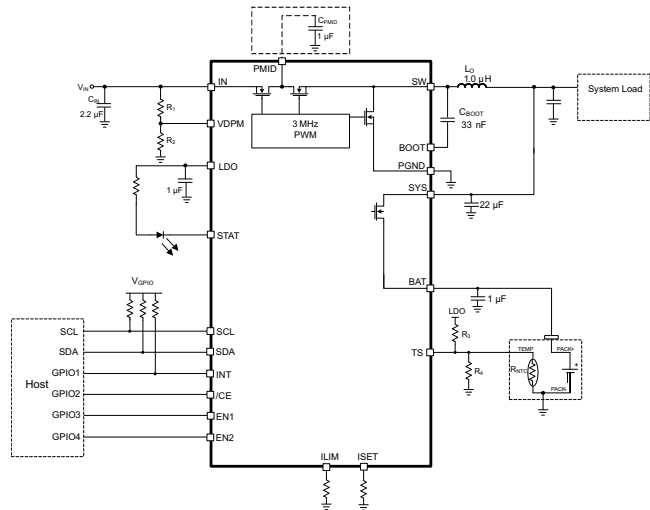 CPMID
1 µF
PMID
VIN
CIN
2.2 µF
R1
R2
IN
VDPM
3 MHz
PWM
SW
LO
1.0 µH
System Load
CBOOT
33 nF
BOOT
PGND
LDO
1 µF
SYS
22 µF
STAT
BAT
1 µF
VGPIO
LDO
R3
R4
TS
TEMP
PACK+
RNTC
+
PACK-
Host
SCL
SDA
GPIO1
GPIO2
GPIO3
GPIO4
SCL
SDA
INT
/CE
EN1
EN2
ILIM
ISET